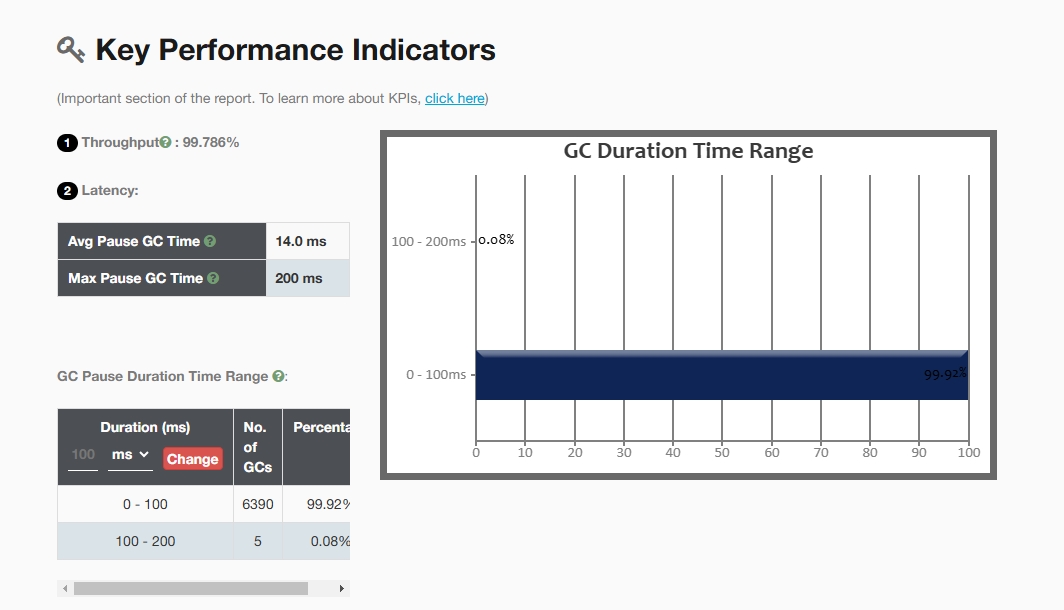 Key Performance Indicators
(Important section of the report. To learn more about KPIs, click here)
1 Throughput? : 99.786%
2 Latency:
Avg Pause GC Time ? 14.0 ms
Max Pause GC Time ? 200 ms
GC Pause Duration Time Range ?:
Duration (ms) No. of GCs Percenta
100 ms Change
0 - 100 6390 99.92%
100 - 200 5 0.08%
GC Duration Time Range
100 - 200ms 0.08%
0 - 100ms 99.92%
0 10 20 30 40 50 60 70 80 90 100